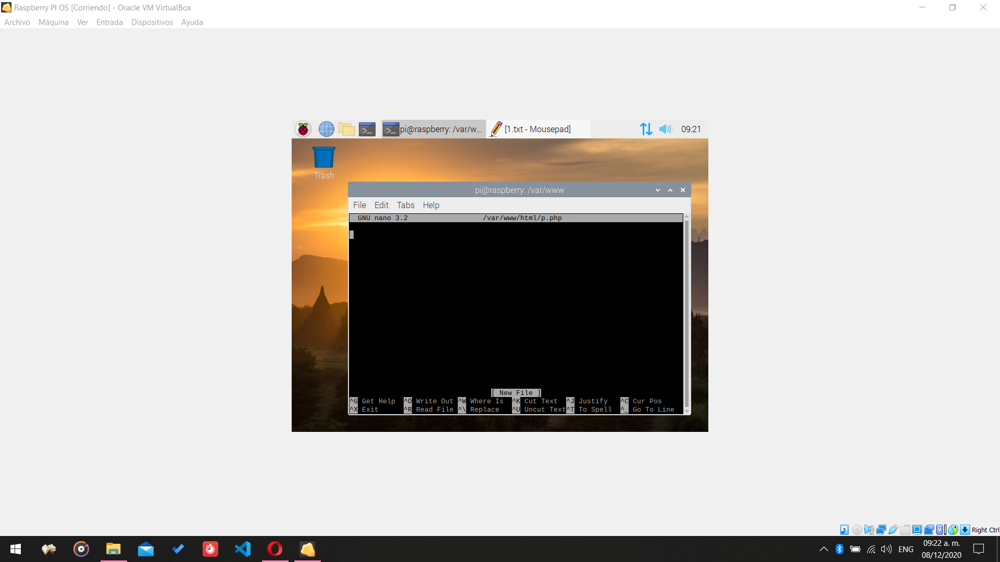 Raspberry PI OS [Corriendo] - Oracle VM VirtualBox
Archivo Máquina Ver Entrada Dispositivos Ayuda
pi@raspberry: /var/w... [1.txt - Mousepad] 09:21
Trash
pi@raspberry: /var/www
File Edit Tabs Help
GNU nano 3.2 /var/www/html/p.php
[ New File ]
^G Get Help ^O Write Out ^W Where Is ^K Cut Text ^J Justify ^C Cur Pos
^X Exit ^R Read File ^\ Replace ^U Uncut Text ^T To Spell ^_ Go To Line
Right Ctrl
ENG
09:22 a. m.
08/12/2020